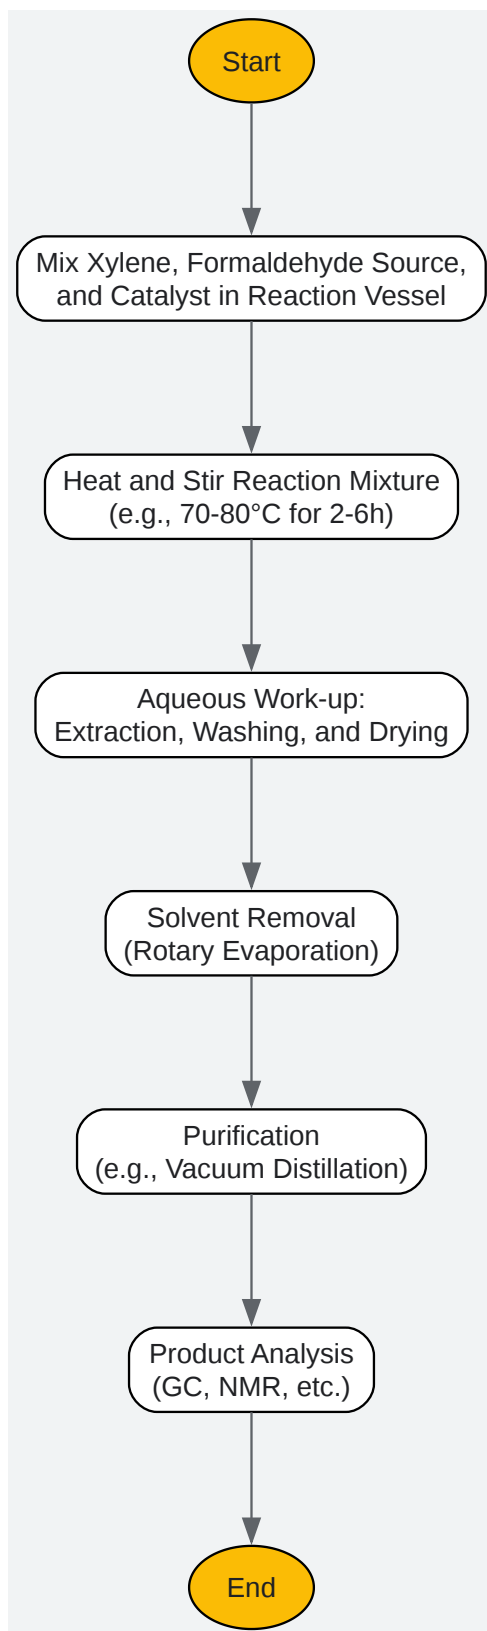 Start
Mix Xylene, Formaldehyde Source,
and Catalyst in Reaction Vessel
Heat and Stir Reaction Mixture
(e.g., 70-80°C for 2-6h)
Aqueous Work-up:
Extraction, Washing, and Drying
Solvent Removal
(Rotary Evaporation)
Purification
(e.g., Vacuum Distillation)
Product Analysis
(GC, NMR, etc.)
End